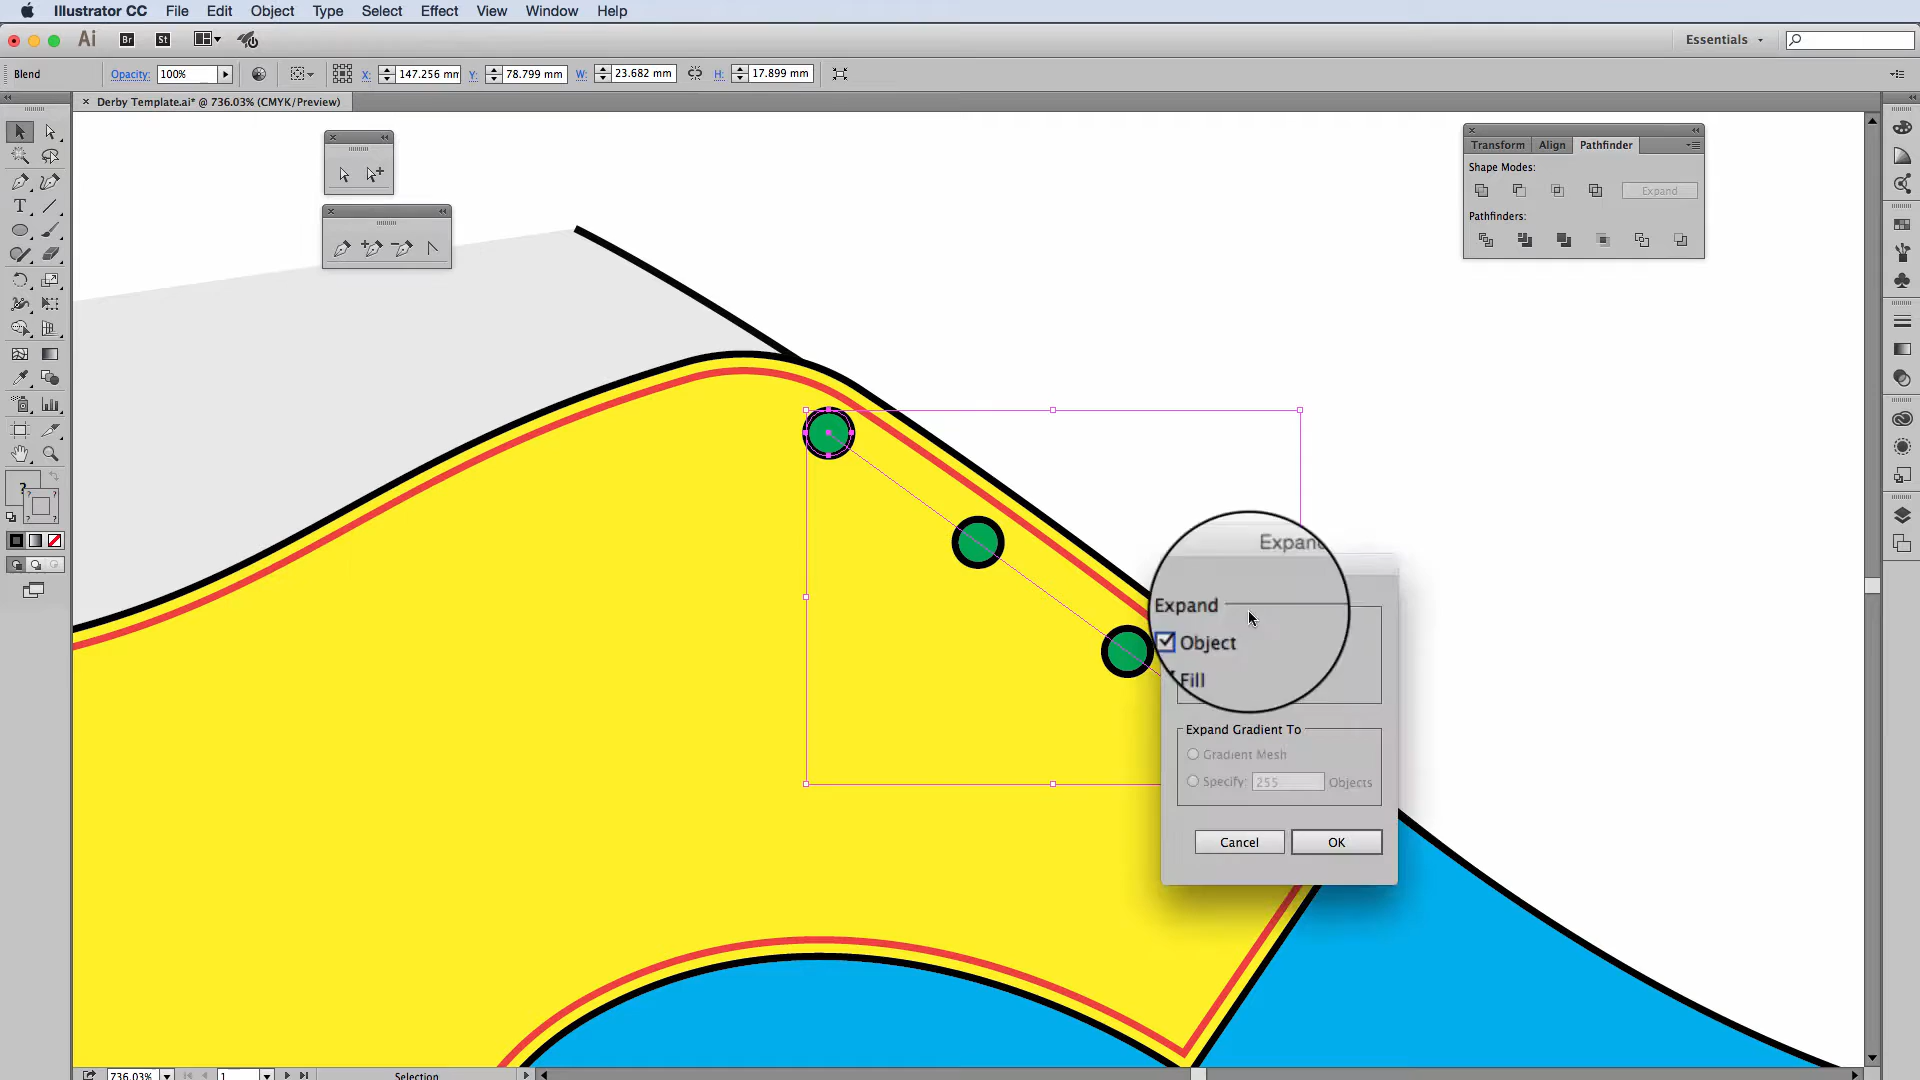 Illustrator CC File Edit Object Type Select Effect View Window Help
Ai Br St Essentials
Blend Opacity: 100% X: 147.256 mm Y: 78.799 mm W: 23.682 mm H: 17.899 mm
× Derby Template.ai* @ 736.03% (CMYK/Preview)
Transform Align Pathfinder
Shape Modes:
Expand
Pathfinders:
T
?
? ?
? ?
Expand
Expand
Object
Fill
Expand Gradient To
Gradient Mesh
Specify: 255 Objects
Cancel OK
736.03% 1 Selection